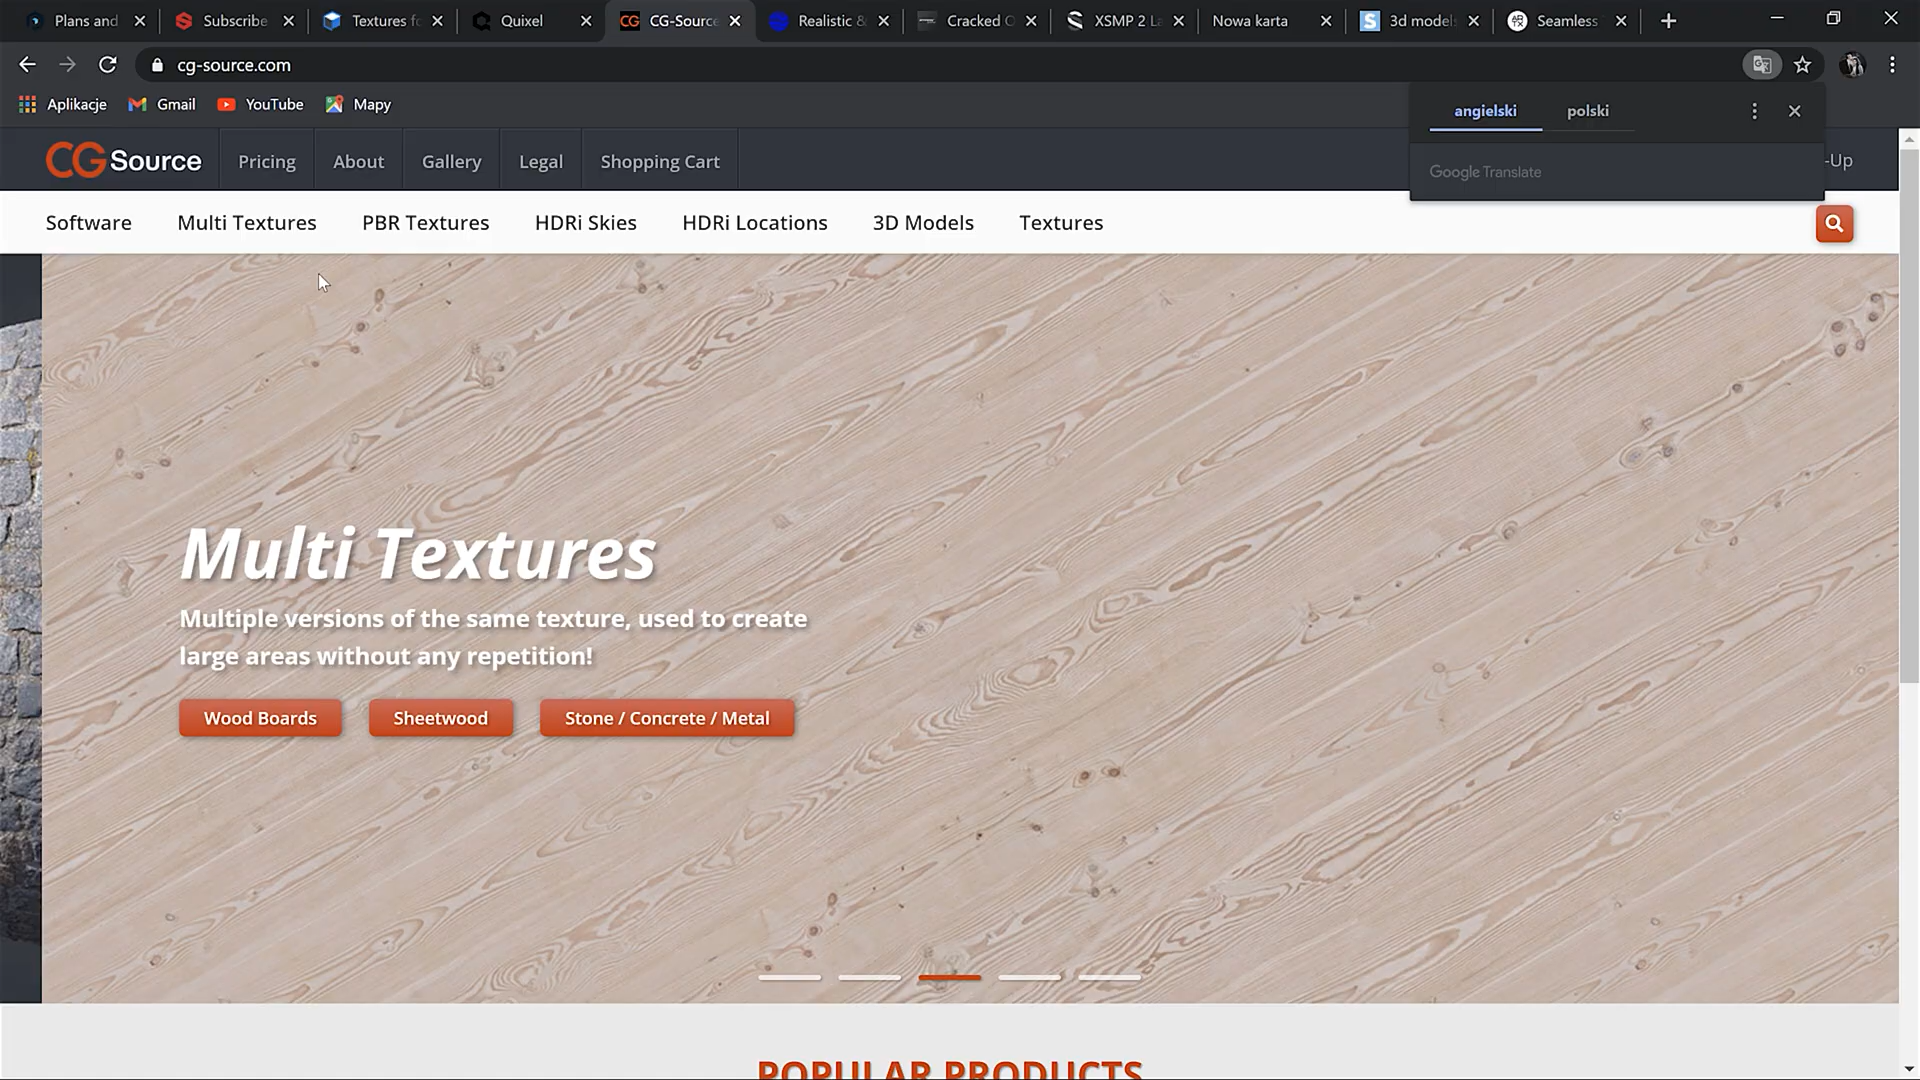 Plans and
Subscribe
Textures fo
Quixel
CG-Source
Realistic &
Cracked C
XSMP 2 La
Nowa karta
3d model
Seamless
cg-source.com
Aplikacje
Gmail
YouTube
Mapy
angielski
polski
Google Translate
CG Source
Pricing
About
Gallery
Legal
Shopping Cart
-Up
Software
Multi Textures
PBR Textures
HDRi Skies
HDRi Locations
3D Models
Textures
Multi Textures
Multiple versions of the same texture, used to create
large areas without any repetition!
Wood Boards
Sheetwood
Stone / Concrete / Metal
POPULAR PRODUCTS